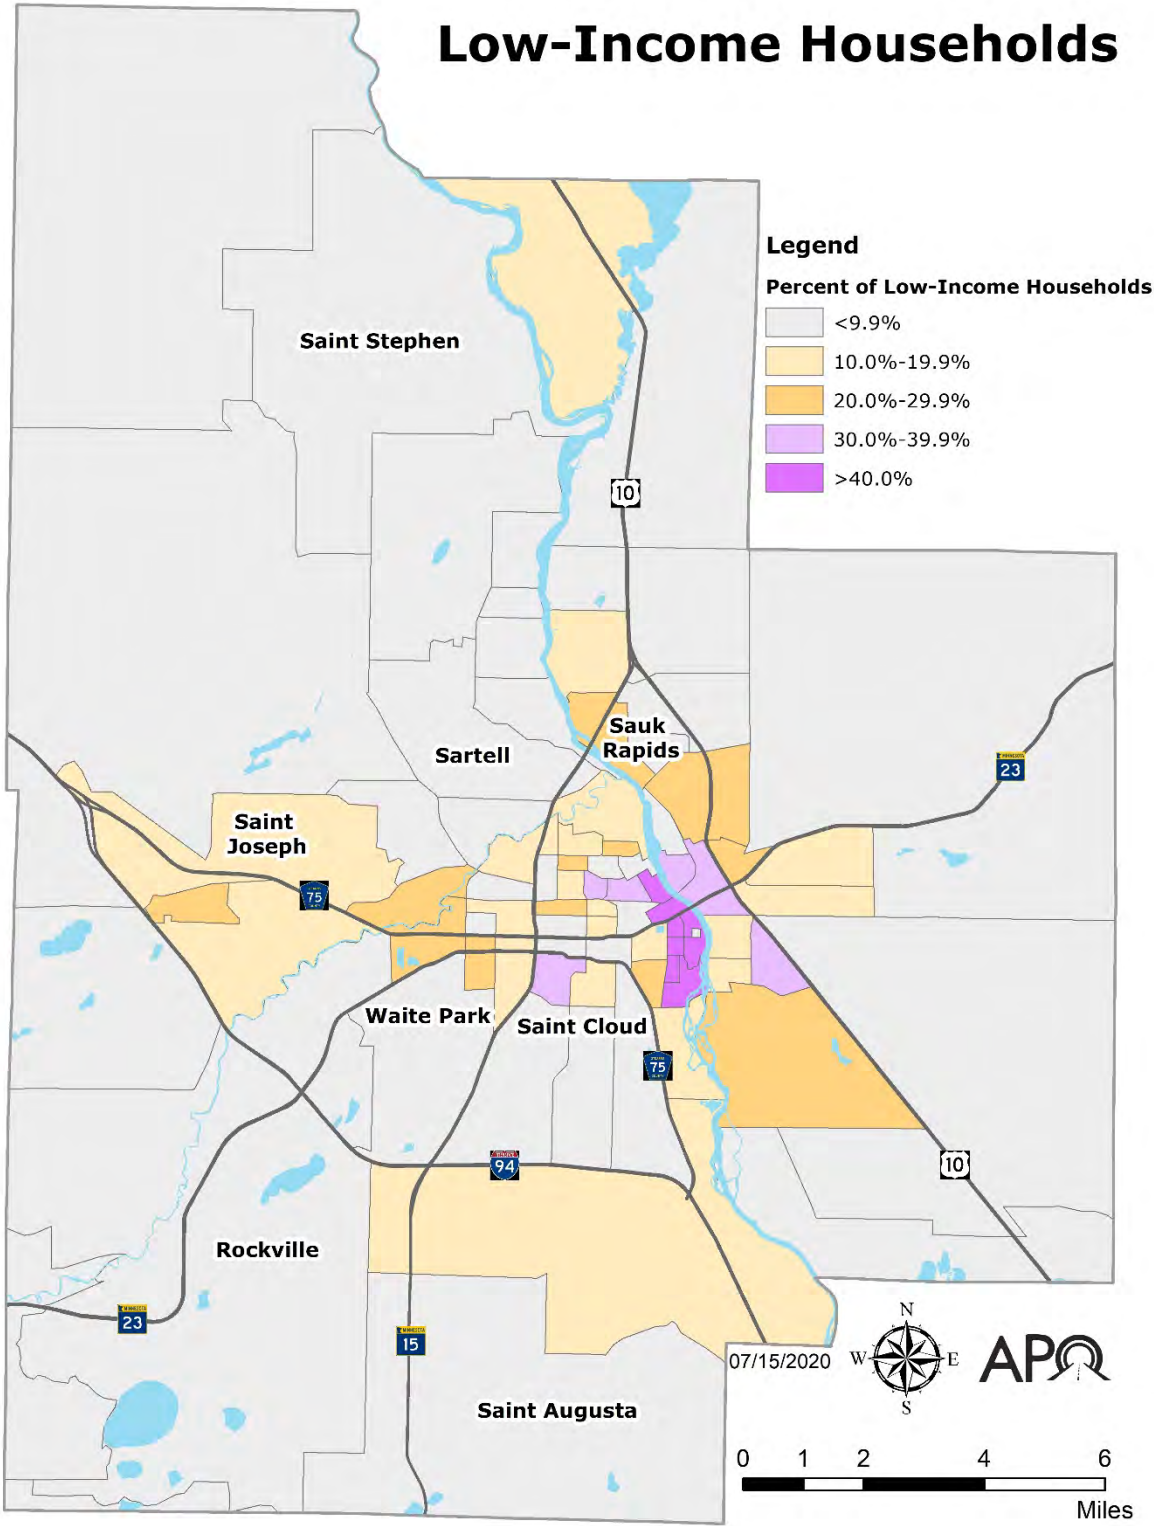 Low-Income Households
Legend
Percent of Low-Income Households
<9.9%
10.0%-19.9%
20.0%-29.9%
30.0%-39.9%
>40.0%
Saint Stephen
10
Sauk
Rapids
Sartell
MINNESOTA
23
Saint
Joseph
75
Waite Park
Saint Cloud
75
94
10
Rockville
MINNESOTA
23
MINNESOTA
15
N
W E
S
07/15/2020
APO
Saint Augusta
0 1 2 4 6
Miles